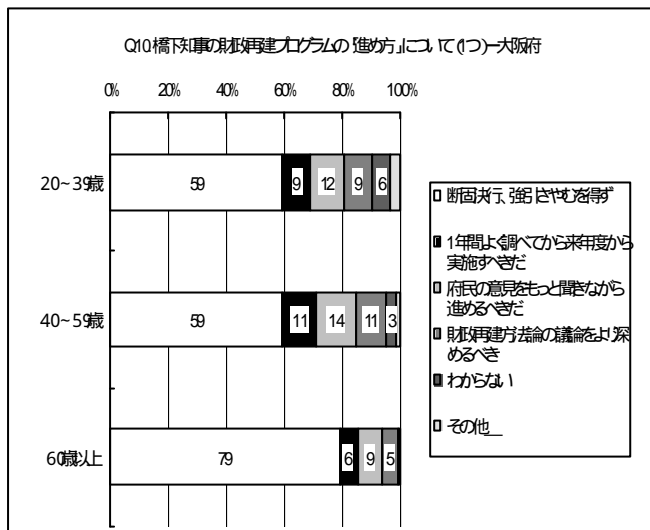 Q10.橋下知事の財政再建プログラムの「進め方」について(1つ)ー大阪府
0% 20% 40% 60% 80% 100%
20~39歳
59 9 12 9 6
40~59歳
59 11 14 11 3
60歳以上
79 6 9 5
断固決行、強引さやむを得ず
1年間よく調べてから来年度から
実施すべきだ
府民の意見をもっと聞きながら
進めるべきだ
財政再建方法論の議論をより深
めるべき
わからない
その他__